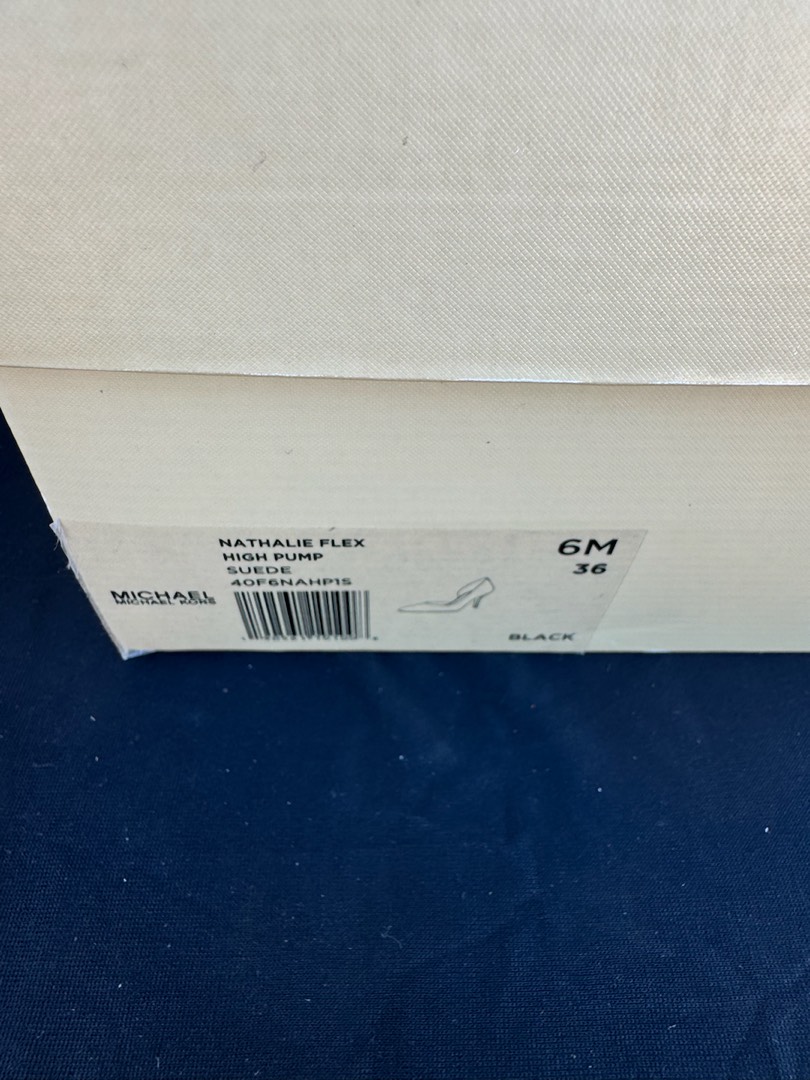 NATHALIE FLEX
HIGH PUMP
SUEDE
40F6NAHP1S
MICHAEL
MICHAEL KORS
6M
36
BLACK